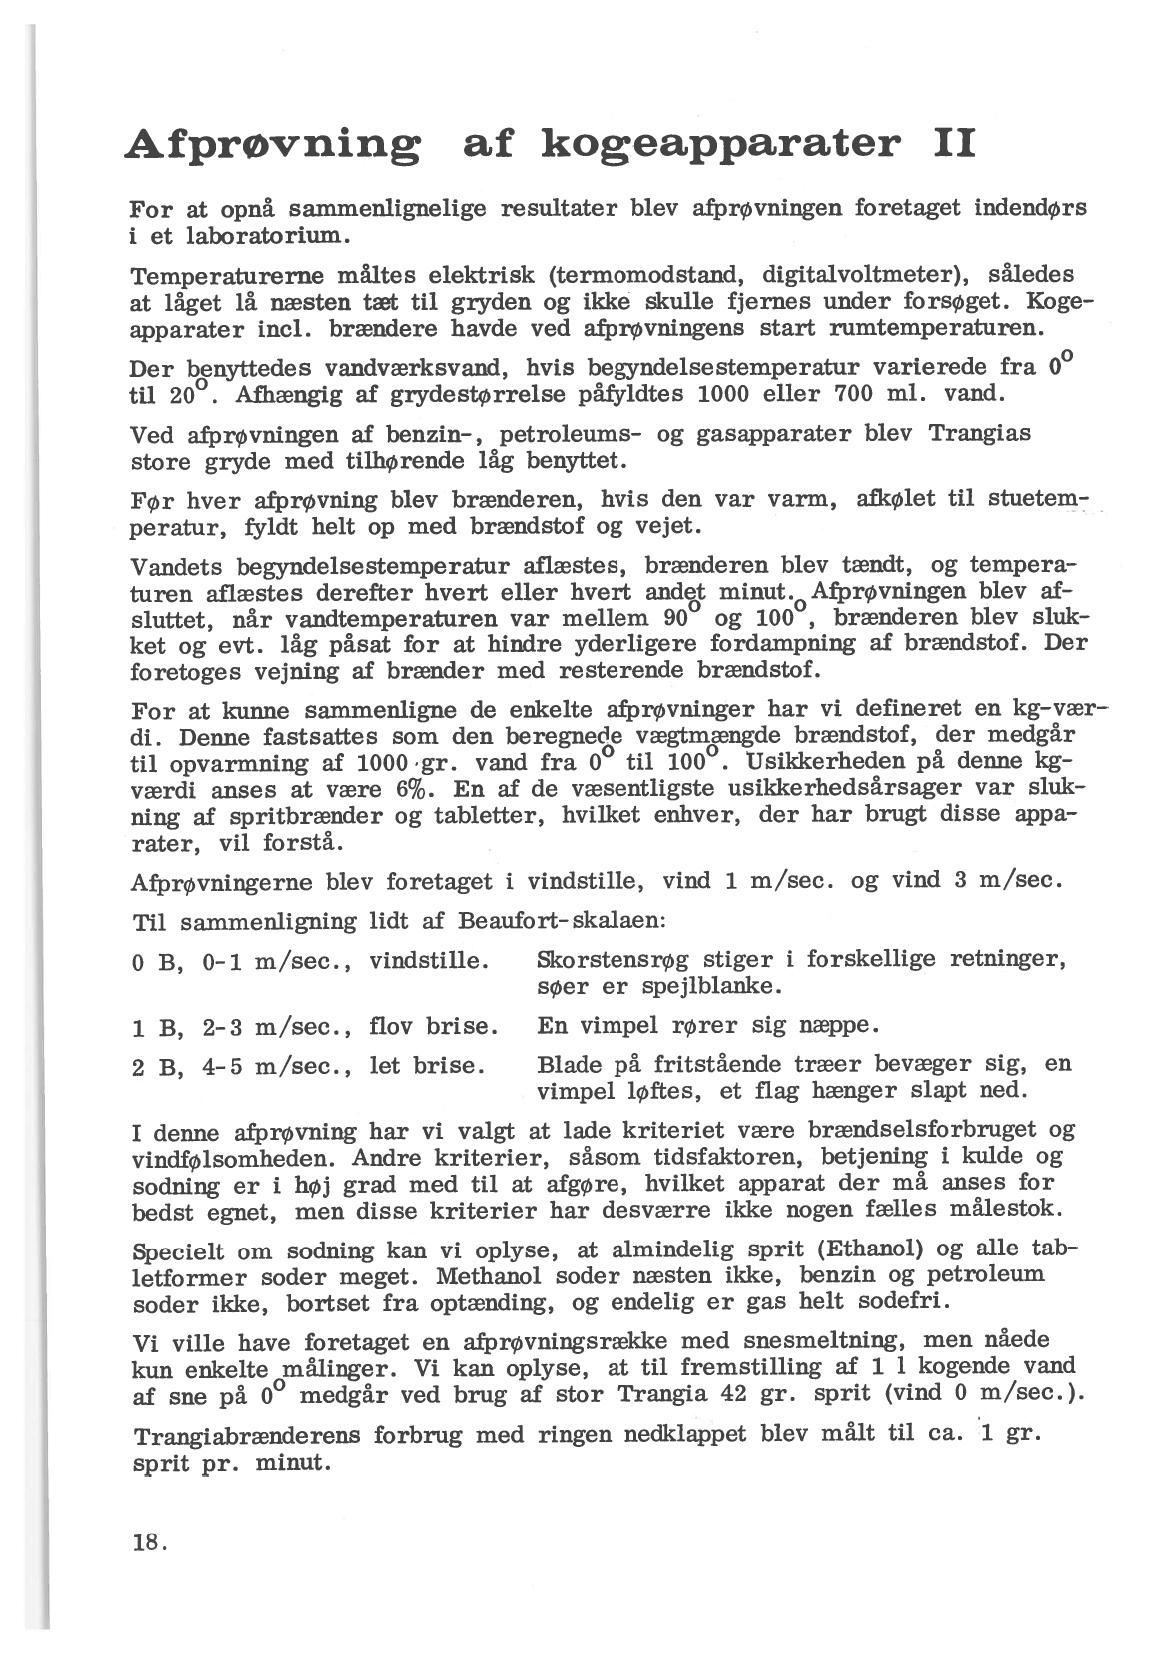 Afprøvning af kogeapparater II
For at opnå sammenlignelige resultater blev afprøvningen foretaget indendørs
i et laboratorium.
Temperaturerne måltes elektrisk (termomodstand, digitalvoltmeter), således
at låget lå næsten tæt til gryden og ikke skulle fjernes under forsøget. Koge-
apparater incl. brændere havde ved afprøvningens start rumtemperaturen.
Der benyttedes vandværksvand, hvis begyndelsestemperatur varierede fra 0°
til 20°. Afhængig af grydestørrelse påfyldtes 1000 eller 700 ml. vand.
Ved afprøvningen af benzin-, petroleums- og gasapparater blev Trangias
store gryde med tilhørende låg benyttet.
Før hver afprøvning blev brænderen, hvis den var varm, afkølet til stuetem-
peratur, fyldt helt op med brændstof og vejet.
Vandets begyndelsestemperatur aflæstes, brænderen blev tændt, og tempera-
turen aflæstes derefter hvert eller hvert andet minut. Afprøvningen blev af-
sluttet, når vandtemperaturen var mellem 90° og 100°, brænderen blev sluk-
ket og evt. låg påsat for at hindre yderligere fordampning af brændstof. Der
foretoges vejning af brænder med resterende brændstof.
For at kunne sammenligne de enkelte afprøvninger har vi defineret en kg-vær-
di. Denne fastsattes som den beregnede vægtmængde brændstof, der medgår
til opvarmning af 1000 gr. vand fra 0° til 100°. Usikkerheden på denne kg-
værdi anses at være 6%. En af de væsentligste usikkerhedsårsager var sluk-
ning af spritbrænder og tabletter, hvilket enhver, der har brugt disse appa-
rater, vil forstå.
Afprøvningerne blev foretaget i vindstille, vind 1 m/sec. og vind 3 m/sec.
Til sammenligning lidt af Beaufort-skalaen:
0 B, 0-1 m/sec., vindstille. Skorstensrøg stiger i forskellige retninger,
søer er spejlblanke.
1 B, 2-3 m/sec., flov brise. En vimpel rører sig næppe.
2 B, 4-5 m/sec., let brise. Blade på fritstående træer bevæger sig, en
vimpel løftes, et flag hænger slapt ned.
I denne afprøvning har vi valgt at lade kriteriet være brændselsforbruget og
vindfølsomheden. Andre kriterier, såsom tidsfaktoren, betjening i kulde og
sodning er i høj grad med til at afgøre, hvilket apparat der må anses for
bedst egnet, men disse kriterier har desværre ikke nogen fælles målestok.
Specielt om sodning kan vi oplyse, at almindelig sprit (Ethanol) og alle tab-
letformer soder meget. Methanol soder næsten ikke, benzin og petroleum
soder ikke, bortset fra optænding, og endelig er gas helt sodefri.
Vi ville have foretaget en afprøvningsrække med snesmeltning, men nåede
kun enkelte målinger. Vi kan oplyse, at til fremstilling af 1 l kogende vand
af sne på 0° medgår ved brug af stor Trangia 42 gr. sprit (vind 0 m/sec.).
Trangiabrænderens forbrug med ringen nedklappet blev målt til ca. 1 gr.
sprit pr. minut.
18.